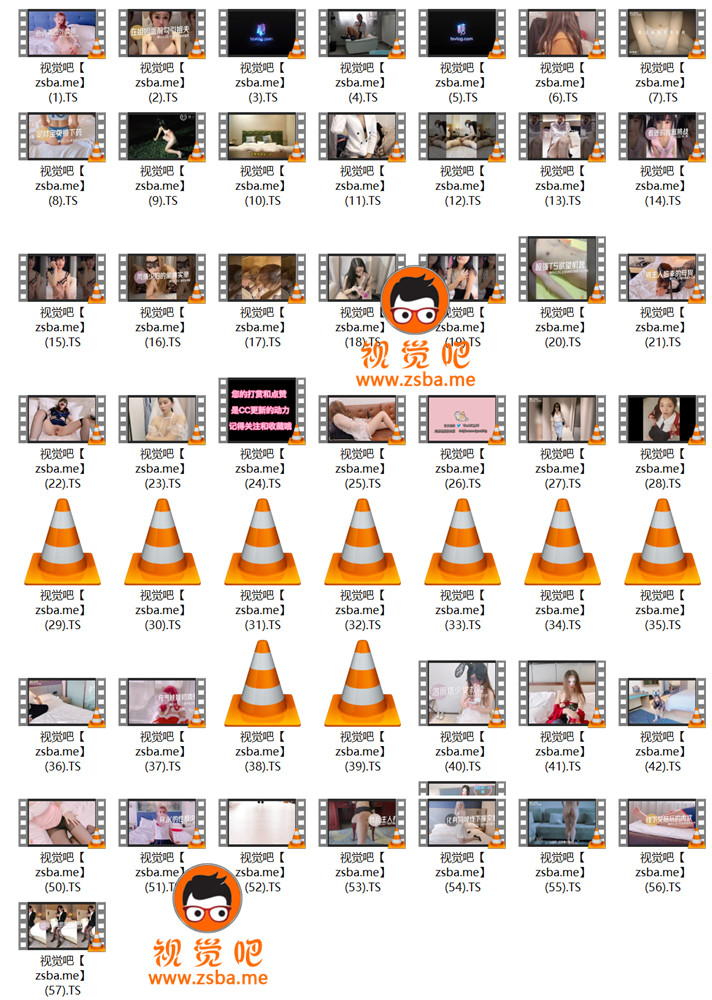 视觉吧【
zsba.me】
(1).TS
视觉吧【
zsba.me】
(2).TS
视觉吧【
zsba.me】
(3).TS
视觉吧【
zsba.me】
(4).TS
视觉吧【
zsba.me】
(5).TS
视觉吧【
zsba.me】
(6).TS
视觉吧【
zsba.me】
(7).TS
视觉吧【
zsba.me】
(8).TS
视觉吧【
zsba.me】
(9).TS
视觉吧【
zsba.me】
(10).TS
视觉吧【
zsba.me】
(11).TS
视觉吧【
zsba.me】
(12).TS
视觉吧【
zsba.me】
(13).TS
视觉吧【
zsba.me】
(14).TS
视觉吧【
zsba.me】
(15).TS
视觉吧【
zsba.me】
(16).TS
视觉吧【
zsba.me】
(17).TS
视觉吧【
zsba.me】
(18).TS
视觉吧【
zsba.me】
(19).TS
视觉吧【
zsba.me】
(20).TS
视觉吧【
zsba.me】
(21).TS
视觉吧
www.zsba.me
视觉吧【
zsba.me】
(22).TS
视觉吧【
zsba.me】
(23).TS
您的打赏和点赞
是CC更新的动力
记得关注和收藏哦
视觉吧【
zsba.me】
(24).TS
视觉吧【
zsba.me】
(25).TS
视觉吧【
zsba.me】
(26).TS
视觉吧【
zsba.me】
(27).TS
视觉吧【
zsba.me】
(28).TS
视觉吧【
zsba.me】
(29).TS
视觉吧【
zsba.me】
(30).TS
视觉吧【
zsba.me】
(31).TS
视觉吧【
zsba.me】
(32).TS
视觉吧【
zsba.me】
(33).TS
视觉吧【
zsba.me】
(34).TS
视觉吧【
zsba.me】
(35).TS
视觉吧【
zsba.me】
(36).TS
视觉吧【
zsba.me】
(37).TS
视觉吧【
zsba.me】
(38).TS
视觉吧【
zsba.me】
(39).TS
视觉吧【
zsba.me】
(40).TS
视觉吧【
zsba.me】
(41).TS
视觉吧【
zsba.me】
(42).TS
视觉吧【
zsba.me】
(50).TS
视觉吧【
zsba.me】
(51).TS
视觉吧【
zsba.me】
(52).TS
视觉吧【
zsba.me】
(53).TS
视觉吧【
zsba.me】
(54).TS
视觉吧【
zsba.me】
(55).TS
视觉吧【
zsba.me】
(56).TS
视觉吧【
zsba.me】
(57).TS
视觉吧
www.zsba.me